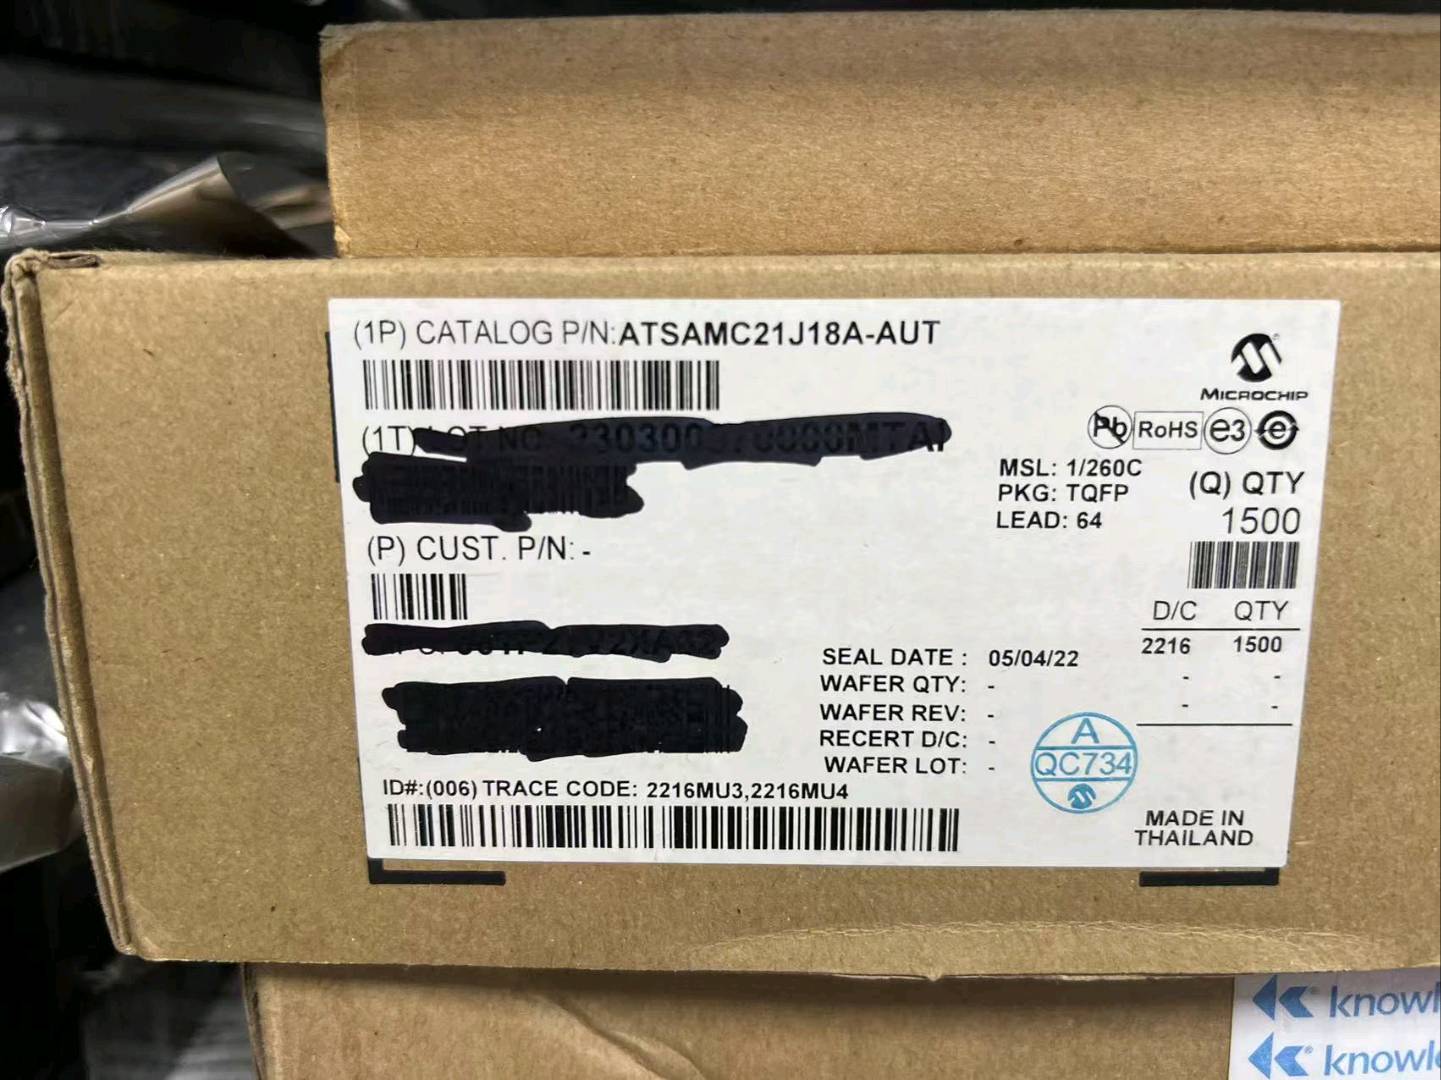 (1P) CATALOG P/N:ATSAMC21J18A-AUT
MICROCHIP
(1T) LOT NO
Pb RoHS e3 e
MSL: 1/260C
PKG: TQFP
LEAD: 64
(Q) QTY
1500
(P) CUST. P/N: -
D/C QTY
2216 1500
- -
- -
SEAL DATE : 05/04/22
WAFER QTY: -
WAFER REV: -
RECERT D/C: -
WAFER LOT: -
A
QC734
ID#:(006) TRACE CODE: 2216MU3,2216MU4
MADE IN
THAILAND
knowl
knowl